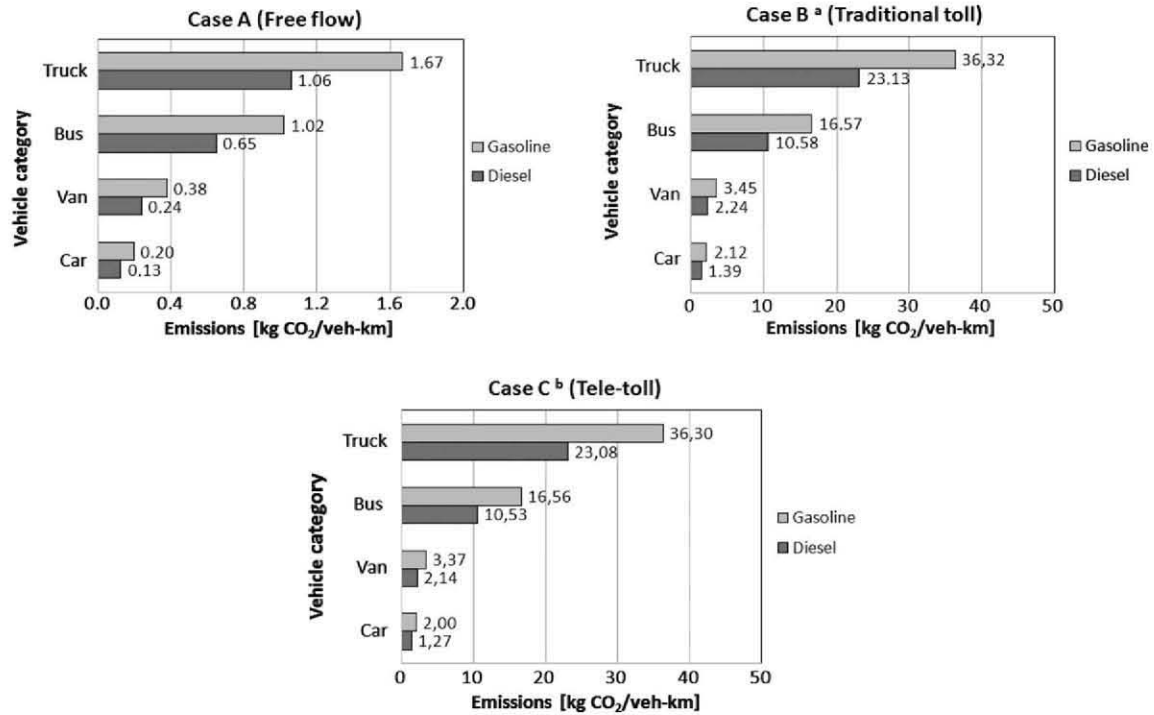 Case A (Free flow)
Truck
1.67
1.06
Bus
1.02
0.65
Van
0.38
0.24
Car
0.20
0.13
0.0 0.4 0.8 1.2 1.6 2.0
Vehicle category
Emissions [kg CO₂/veh-km]
Gasoline
Diesel
Case B ᵃ (Traditional toll)
Truck
36,32
23.13
Bus
16,57
10.58
Van
3,45
2,24
Car
2.12
1.39
0 10 20 30 40 50
Vehicle category
Emissions [kg CO₂/veh-km]
Gasoline
Diesel
Case C ᵇ (Tele-toll)
Truck
36,30
23,08
Bus
16,56
10,53
Van
3,37
2,14
Car
2,00
1,27
0 10 20 30 40 50
Vehicle category
Emissions [kg CO₂/veh-km]
Gasoline
Diesel